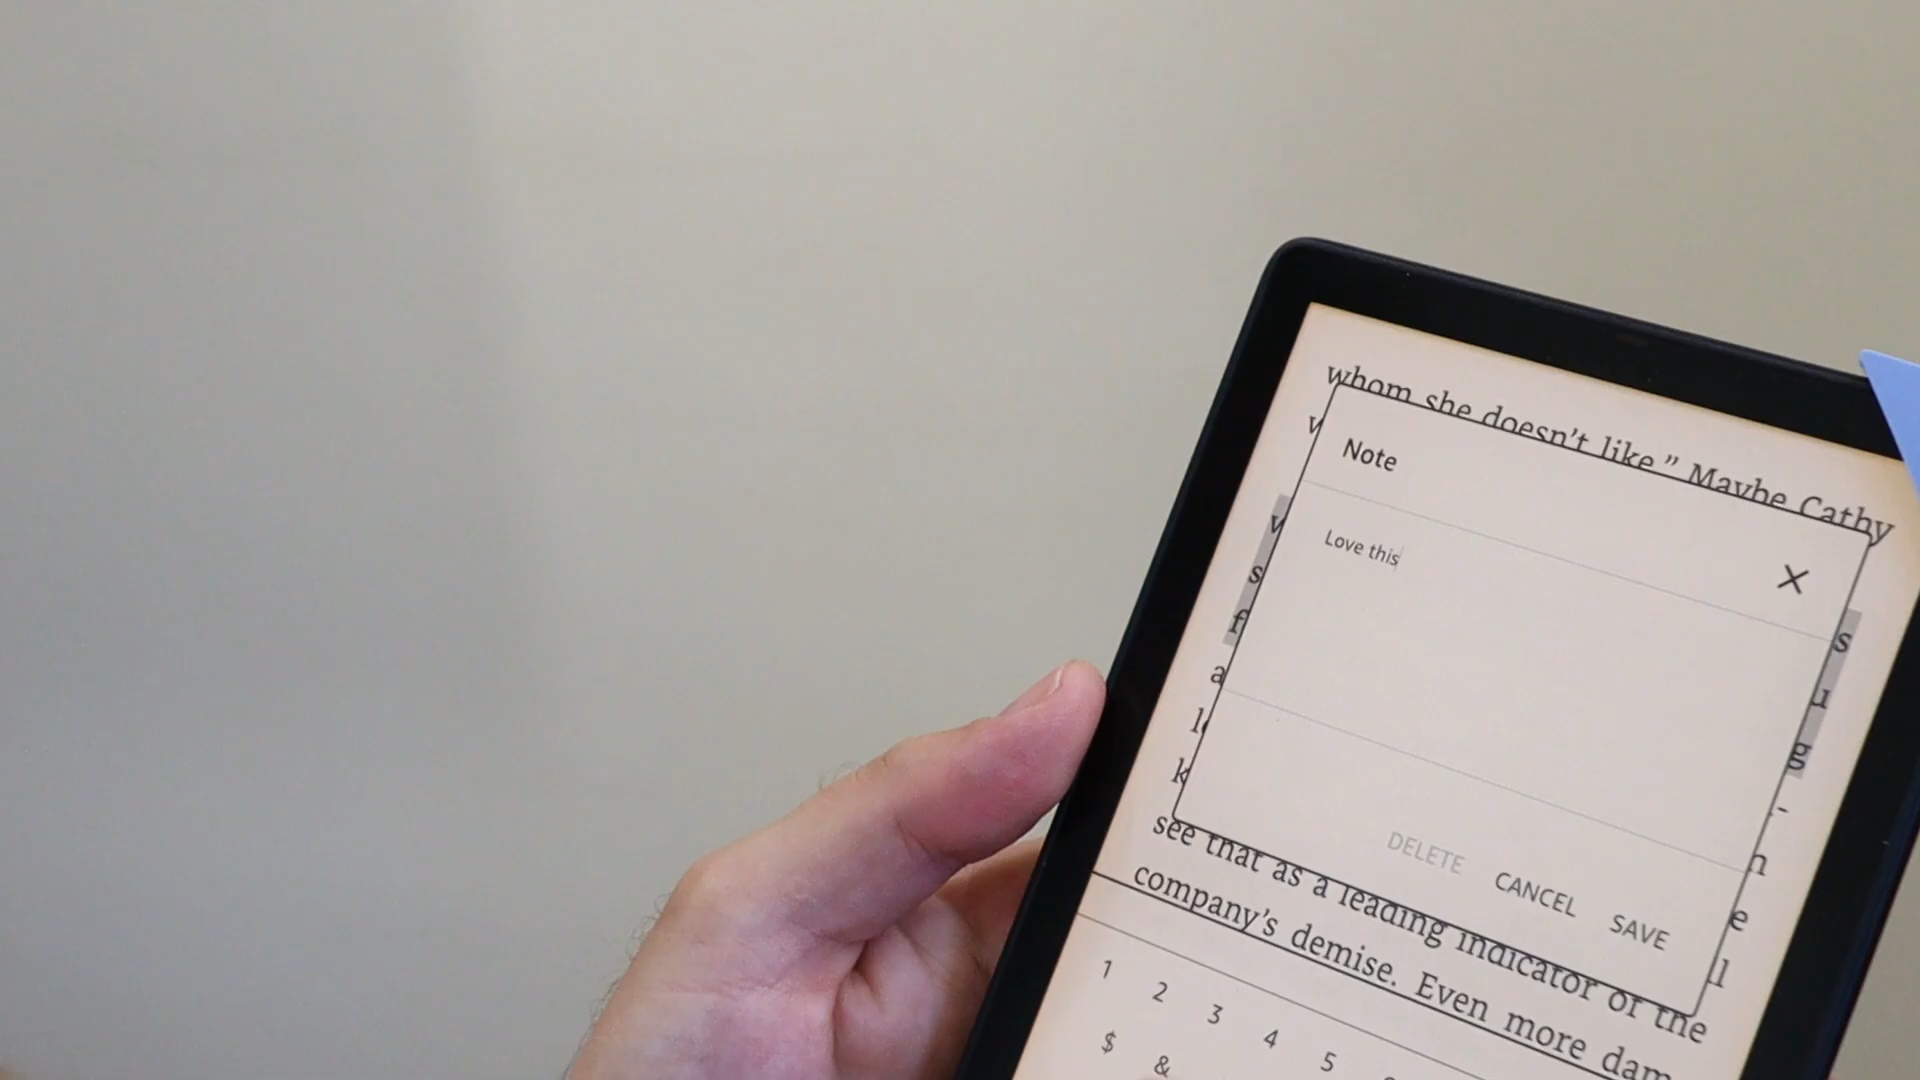 whom she doesn't like." Maybe Cathy
Note
Love this
DELETE CANCEL SAVE
see that as a leading indicator of the
company's demise. Even more dam
1 2 3 4 5
$ &